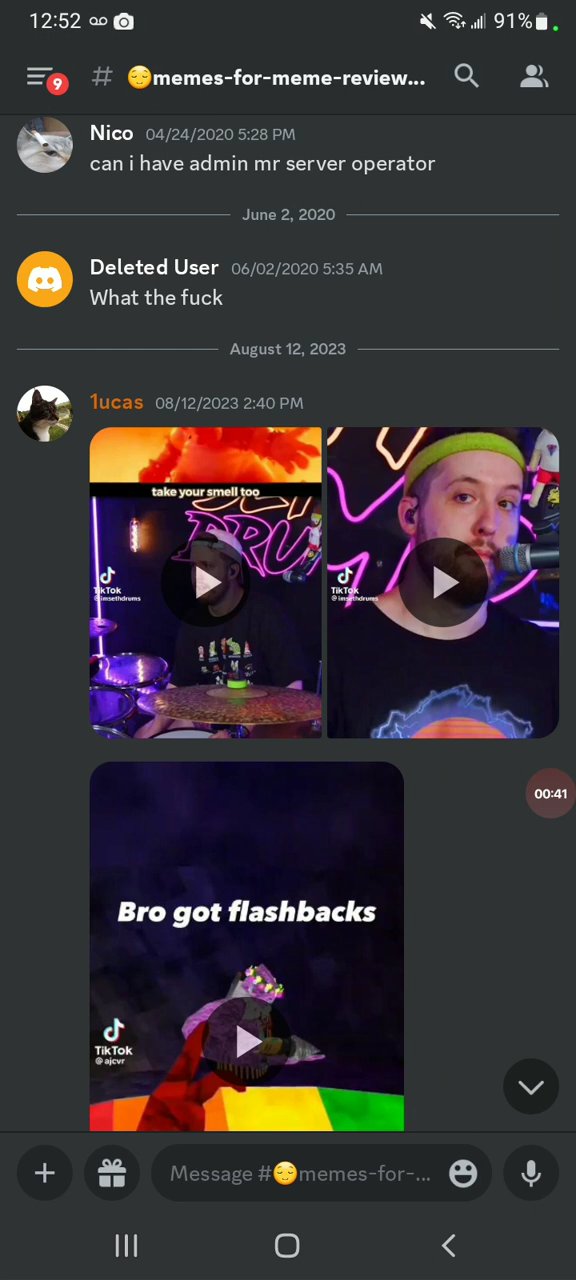 12:52 91%
9 # 😌memes-for-meme-review...
Nico 04/24/2020 5:28 PM
can i have admin mr server operator
June 2, 2020
Deleted User 06/02/2020 5:35 AM
What the fuck
August 12, 2023
1ucas 08/12/2023 2:40 PM
take your smell too
TikTok
@imsethdrums
TikTok
@imsethdrums
00:41
Bro got flashbacks
TikTok
@ajcvr
Message #😌memes-for-...